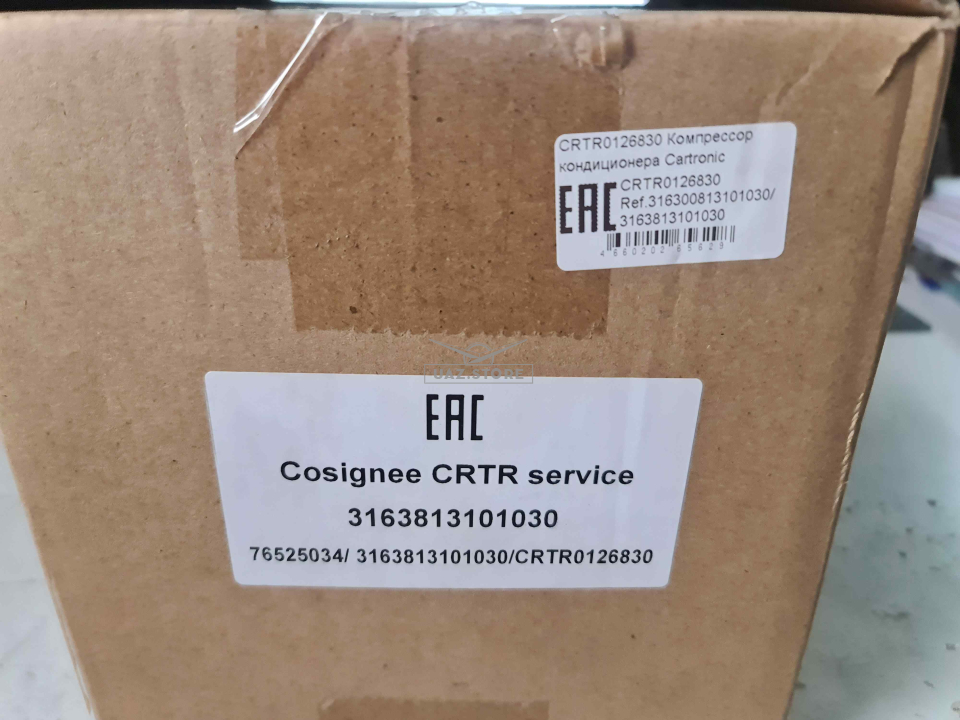 CRTR0126830 Компрессор
кондиционера Cartronic
EAC
CRTR0126830
Ref.316300813101030/
3163813101030
EAC
Cosignee CRTR service
3163813101030
76525034/ 3163813101030/CRTR0126830